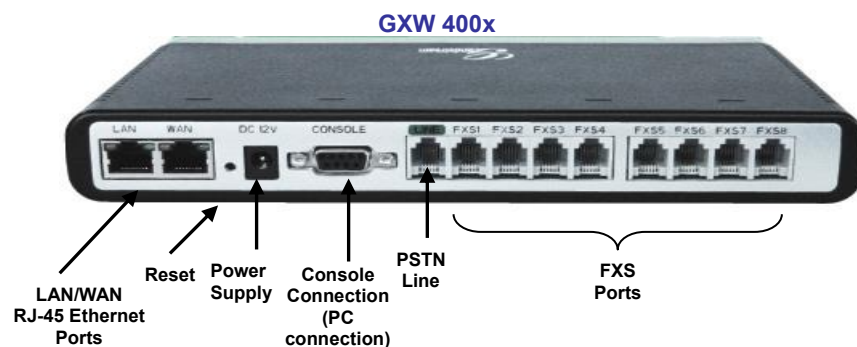 GXW 400x
Grandstream
LAN WAN DC 12V CONSOLE LINE FXS1 FXS2 FXS3 FXS4 FXS5 FXS6 FXS7 FXS8
LAN/WAN
RJ-45 Ethernet
Ports
Reset
Power
Supply
Console
Connection
(PC
connection)
PSTN
Line
FXS
Ports